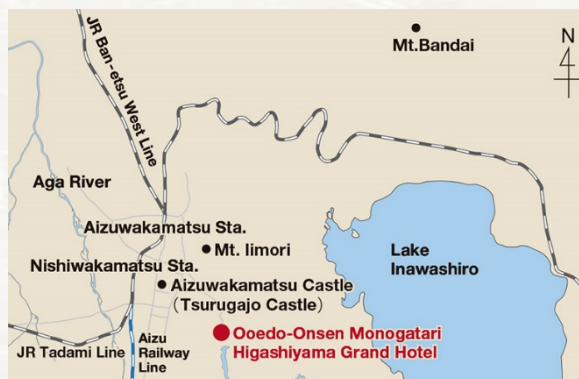 Mt.Bandai
N
JR Ban-etsu West Line
Aga River
Aizuwakamatsu Sta.
Mt. Iimori
Lake
Inawashiro
Nishiwakamatsu Sta.
Aizuwakamatsu Castle
(Tsurugajo Castle)
Ooedo-Onsen Monogatari
Higashiyama Grand Hotel
JR Tadami Line
Aizu
Railway
Line